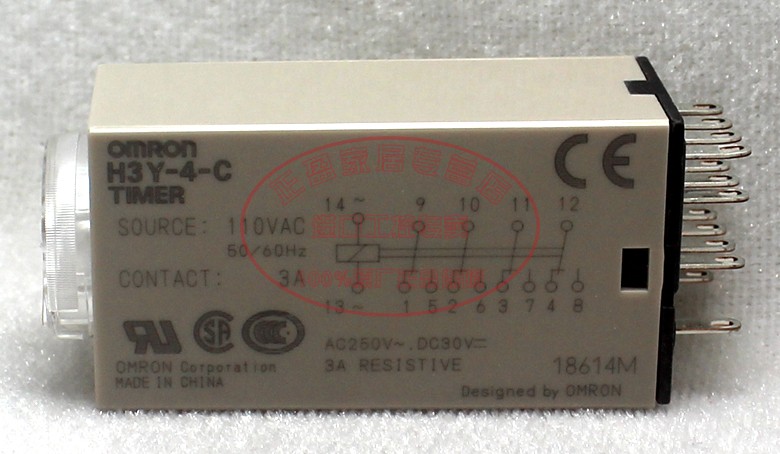 OMRON
H3Y-4-C
TIMER
CE
SOURCE: 110VAC
50/60Hz
CONTACT: 3A
14~ 9 10 11 12
13~ 1 5 2 6 3 7 4 8
AC250V~.DC30V⎓
3A RESISTIVE
OMRON Corporation
MADE IN CHINA
18614M
Designed by OMRON